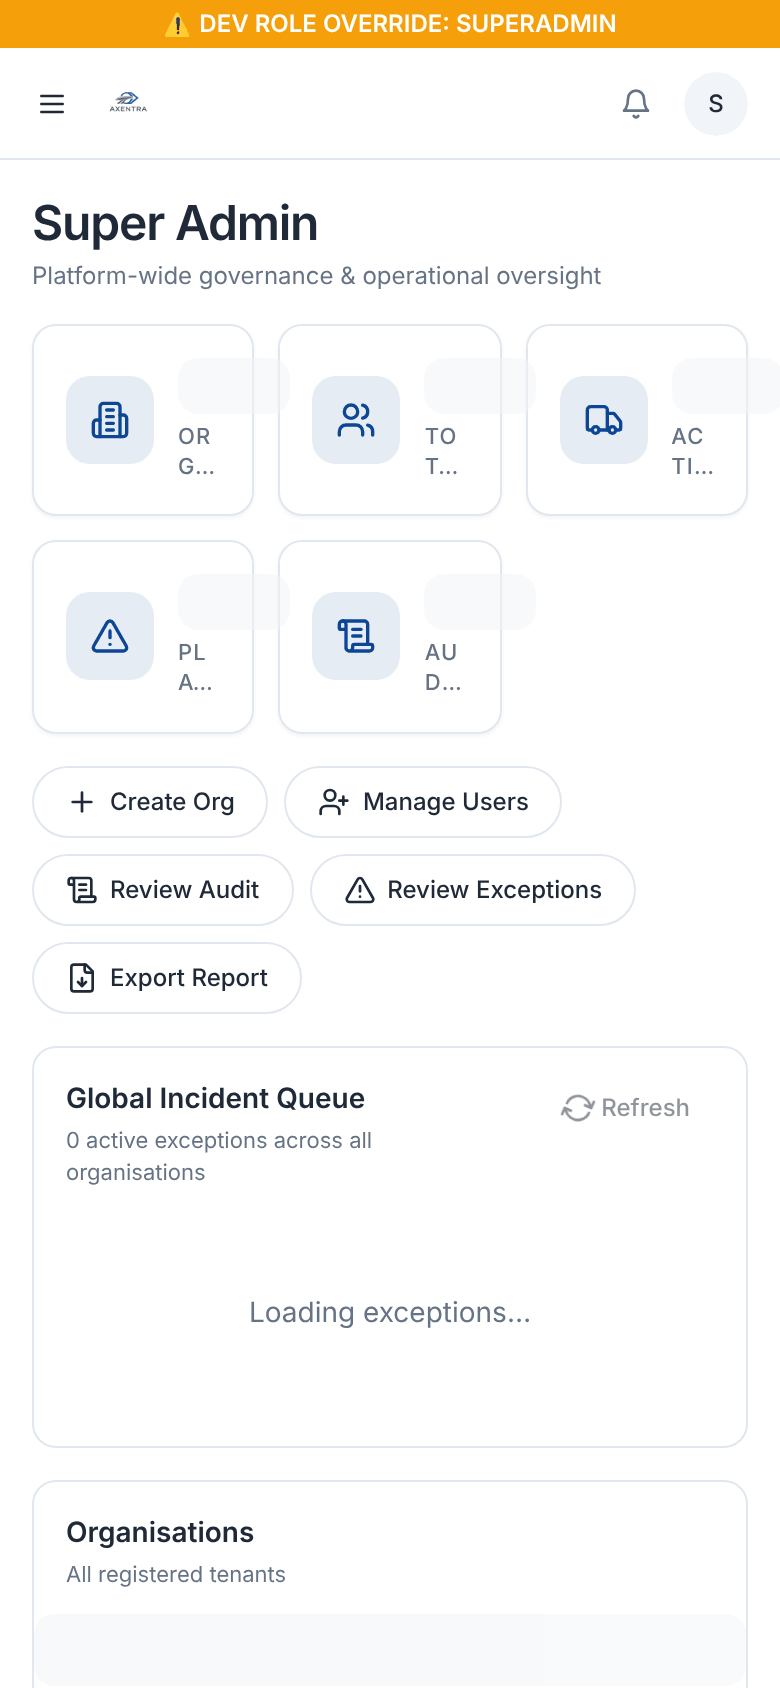 ⚠️ DEV ROLE OVERRIDE: SUPERADMIN
AXENTRA
S
Super Admin
Platform-wide governance & operational oversight
OR
G...
TO
T...
AC
TI...
PL
A...
AU
D...
Create Org
Manage Users
Review Audit
Review Exceptions
Export Report
Global Incident Queue
Refresh
0 active exceptions across all
organisations
Loading exceptions...
Organisations
All registered tenants